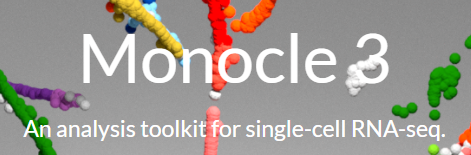 Monocle 3
An analysis toolkit for single-cell RNA-seq.